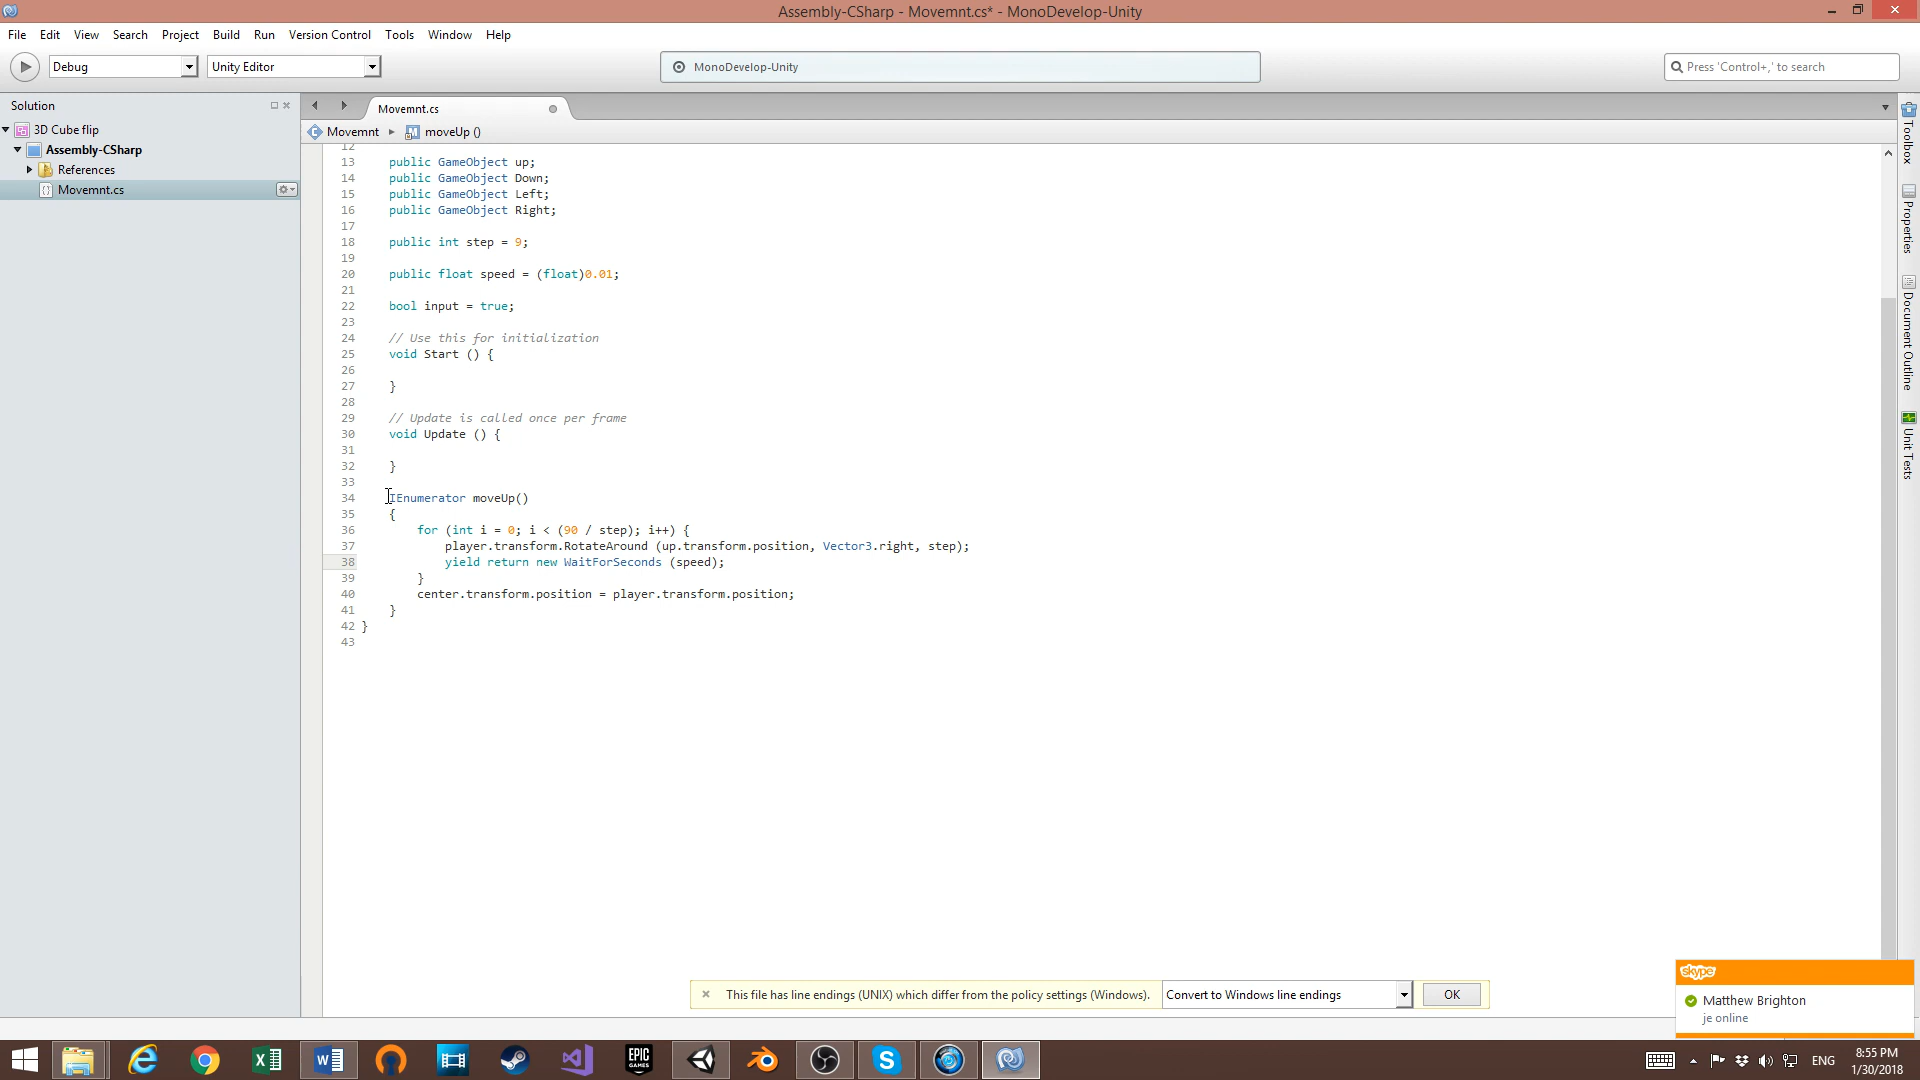 Assembly-CSharp - Movemnt.cs* - MonoDevelop-Unity
File Edit View Search Project Build Run Version Control Tools Window Help
Debug Unity Editor MonoDevelop-Unity Press 'Control+,' to search
Solution
3D Cube flip
Assembly-CSharp
References
Movemnt.cs
Movemnt.cs
Movemnt moveUp ()
12
13 public GameObject up;
14 public GameObject Down;
15 public GameObject Left;
16 public GameObject Right;
17
18 public int step = 9;
19
20 public float speed = (float)0.01;
21
22 bool input = true;
23
24 // Use this for initialization
25 void Start () {
26
27 }
28
29 // Update is called once per frame
30 void Update () {
31
32 }
33
34 IEnumerator moveUp()
35 {
36 for (int i = 0; i < (90 / step); i++) {
37 player.transform.RotateAround (up.transform.position, Vector3.right, step);
38 yield return new WaitForSeconds (speed);
39 }
40 center.transform.position = player.transform.position;
41 }
42 }
43
Toolbox
Properties
Document Outline
Unit Tests
This file has line endings (UNIX) which differ from the policy settings (Windows). Convert to Windows line endings OK
skype
Matthew Brighton
je online
EPIC
GAMES
ENG
8:55 PM
1/30/2018